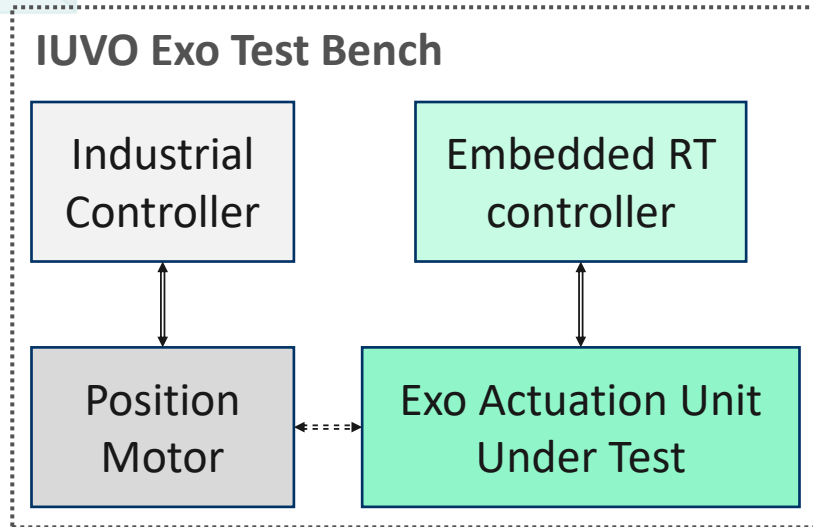 IUVO Exo Test Bench
Industrial
Controller
Embedded RT
controller
Position
Motor
Exo Actuation Unit
Under Test